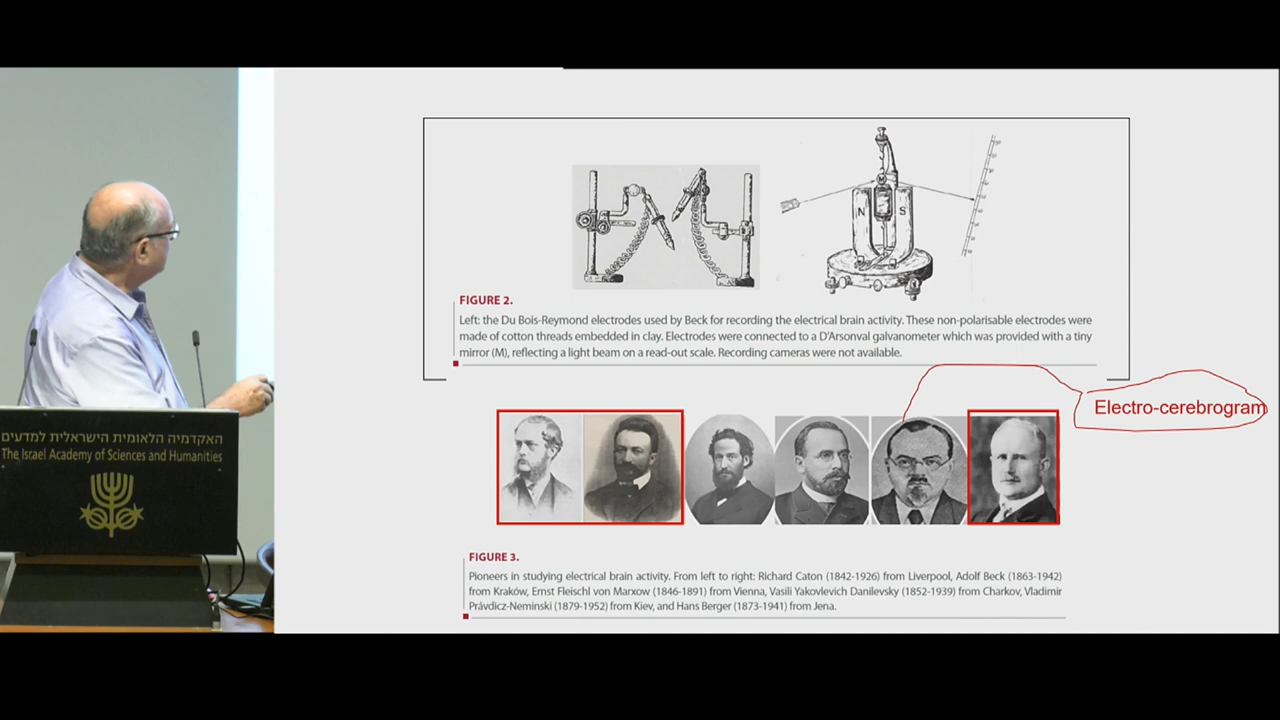 האקדמיה הלאומית הישראלית למדעים
The Israel Academy of Sciences and Humanities
N
S
M
FIGURE 2.
Left: the Du Bois-Reymond electrodes used by Beck for recording the electrical brain activity. These non-polarisable electrodes were
made of cotton threads embedded in clay. Electrodes were connected to a D’Arsonval galvanometer which was provided with a tiny
mirror (M), reflecting a light beam on a read-out scale. Recording cameras were not available.
Electro-cerebrogram
FIGURE 3.
Pioneers in studying electrical brain activity. From left to right: Richard Caton (1842-1926) from Liverpool, Adolf Beck (1863-1942)
from Kraków, Ernst Fleischl von Marxow (1846-1891) from Vienna, Vasili Yakovlevich Danilevsky (1852-1939) from Charkov, Vladimir
Právdicz-Neminski (1879-1952) from Kiev, and Hans Berger (1873-1941) from Jena.